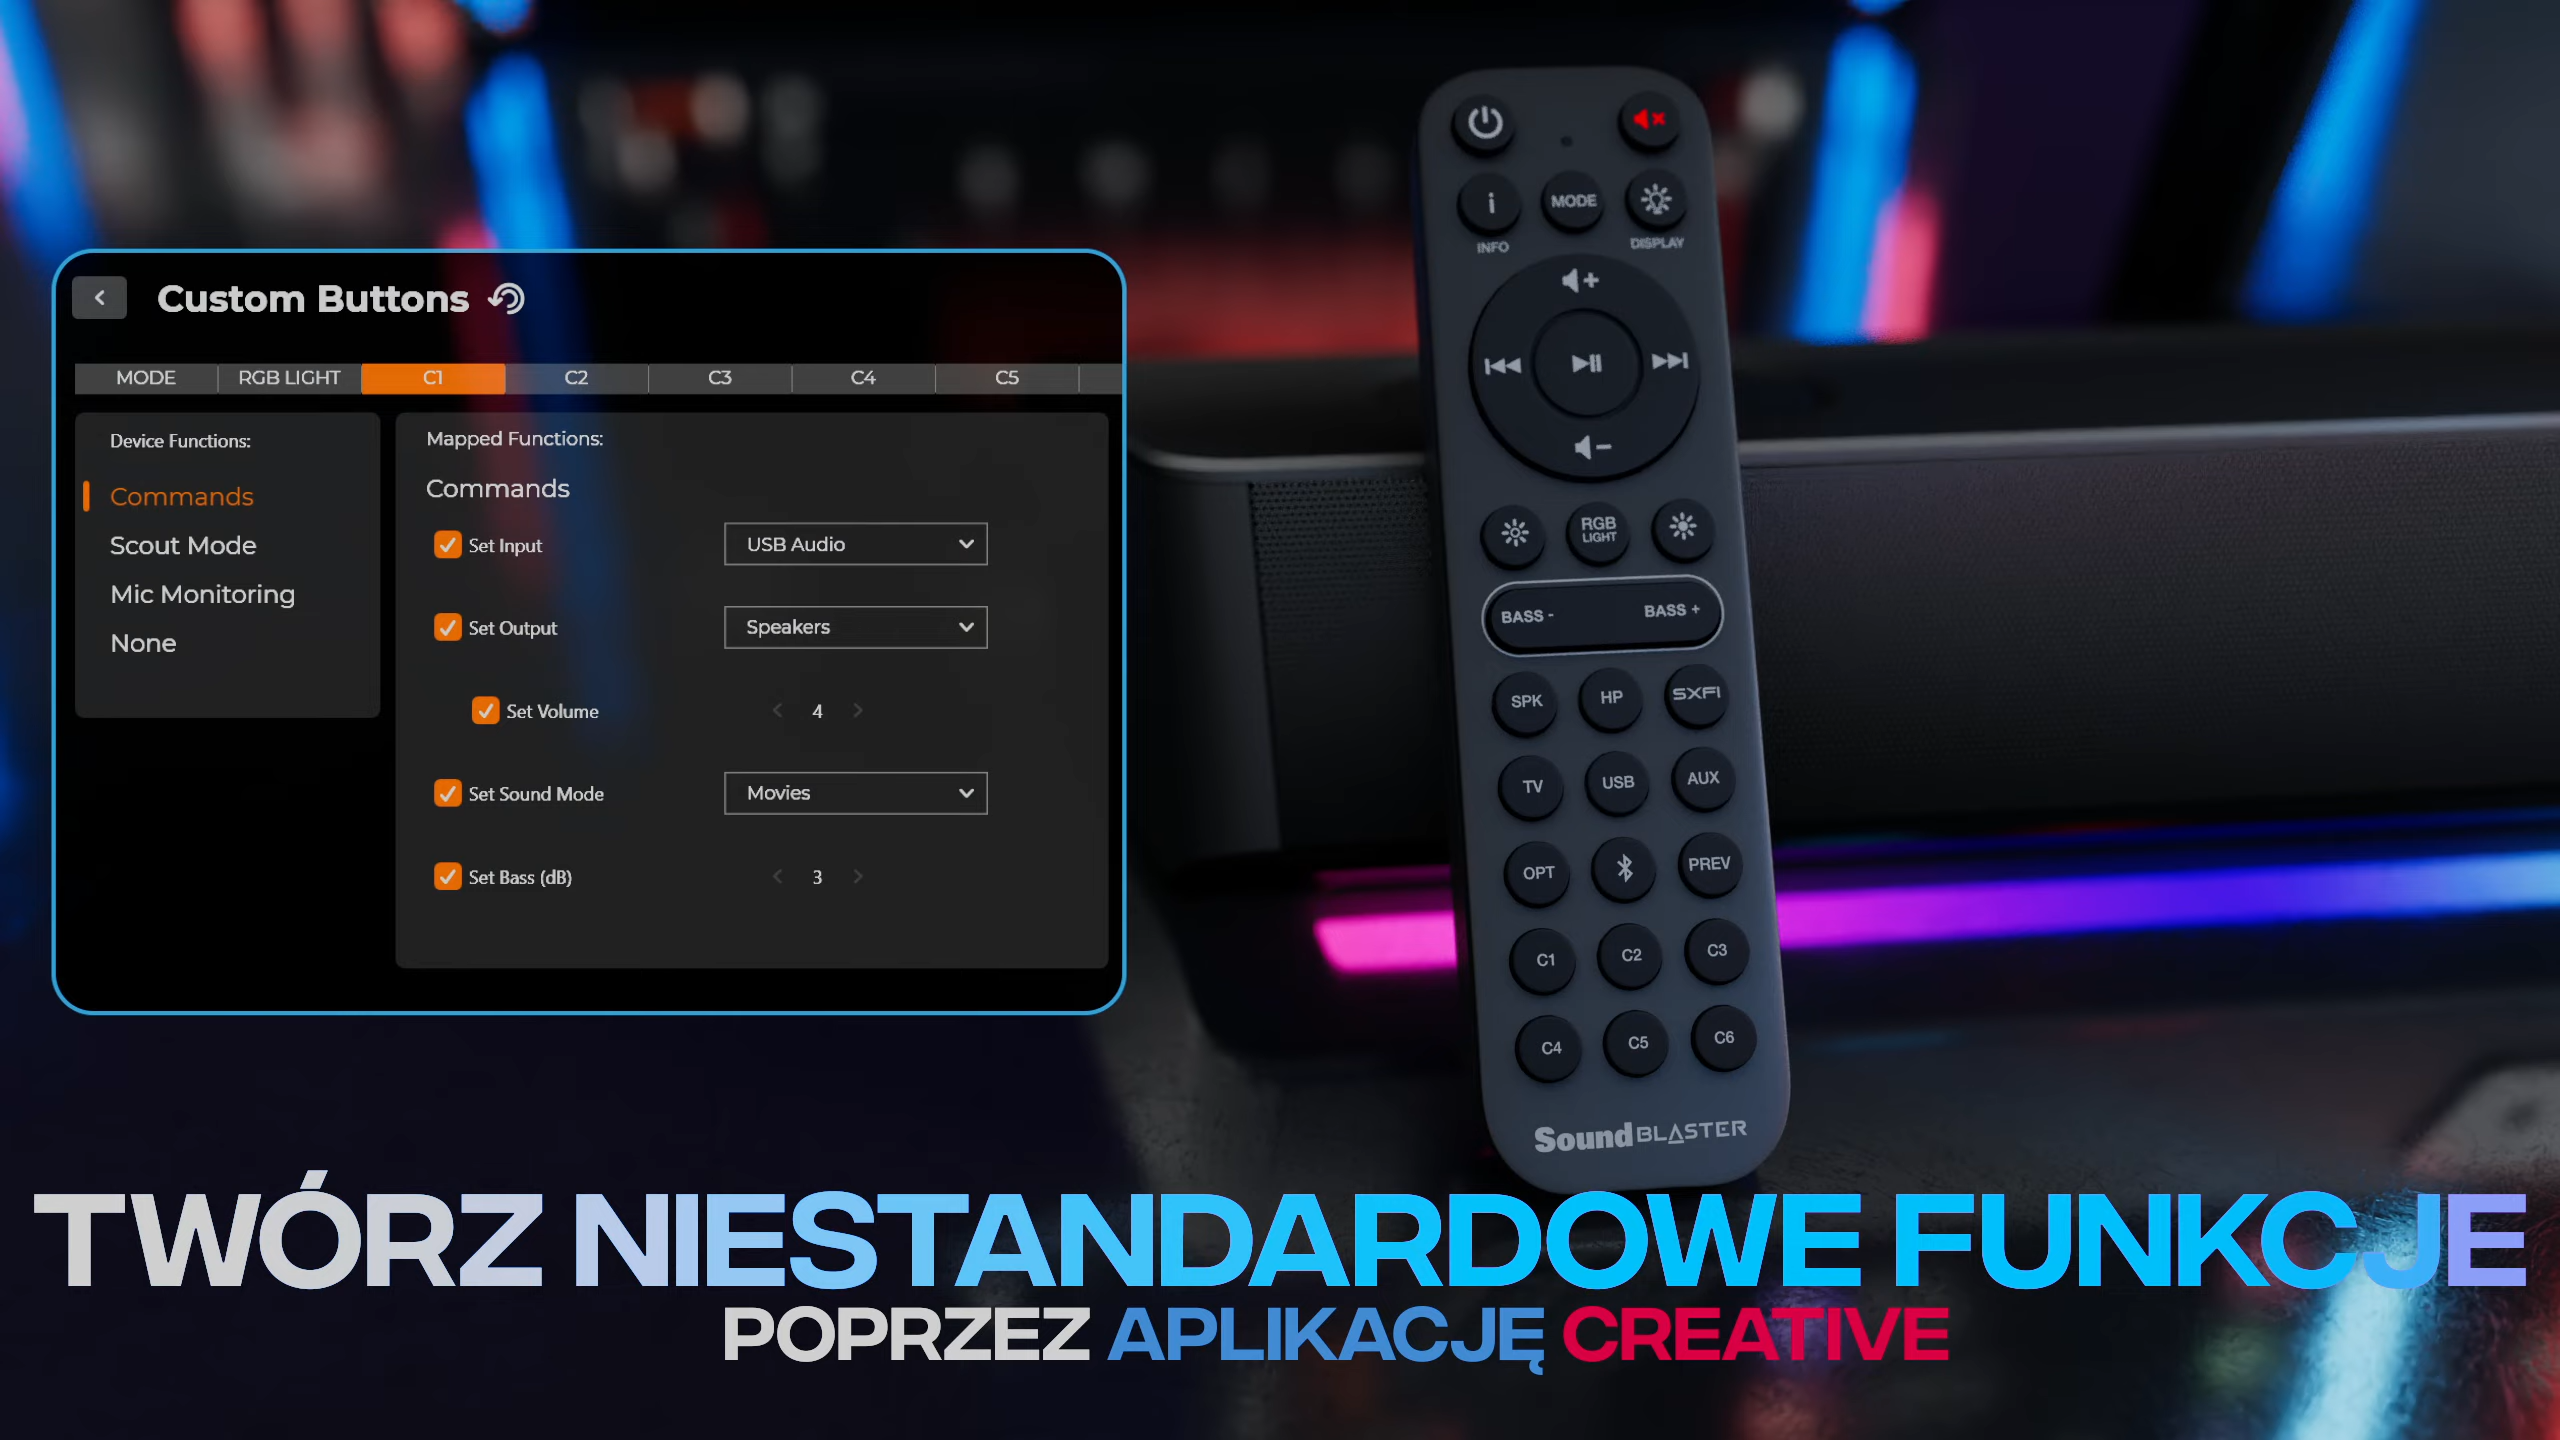 Custom Buttons
MODE RGB LIGHT C1 C2 C3 C4 C5
Device Functions:
Commands
Scout Mode
Mic Monitoring
None
Mapped Functions:
Commands
Set Input USB Audio
Set Output Speakers
Set Volume 4
Set Sound Mode Movies
Set Bass (dB) 3
i MODE
INFO DISPLAY
RGB
LIGHT
BASS - BASS +
SPK HP SXFI
TV USB AUX
OPT PREV
C1 C2 C3
C4 C5 C6
Sound BLASTER
TWÓRZ NIESTANDARDOWE FUNKCJE
POPRZEZ APLIKACJĘ CREATIVE